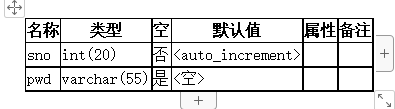 名称 类型 空 默认值 属性 备注
sno int(20) 否 <auto_increment>
pwd varchar(55) 是 <空>